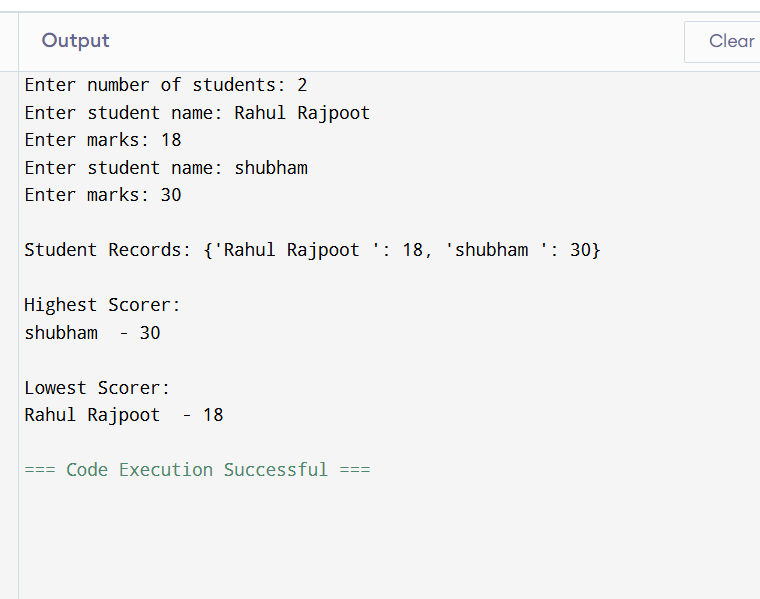 Output
Clear
Enter number of students: 2
Enter student name: Rahul Rajpoot
Enter marks: 18
Enter student name: shubham
Enter marks: 30
Student Records: {'Rahul Rajpoot ': 18, 'shubham ': 30}
Highest Scorer:
shubham  - 30
Lowest Scorer:
Rahul Rajpoot  - 18
=== Code Execution Successful ===